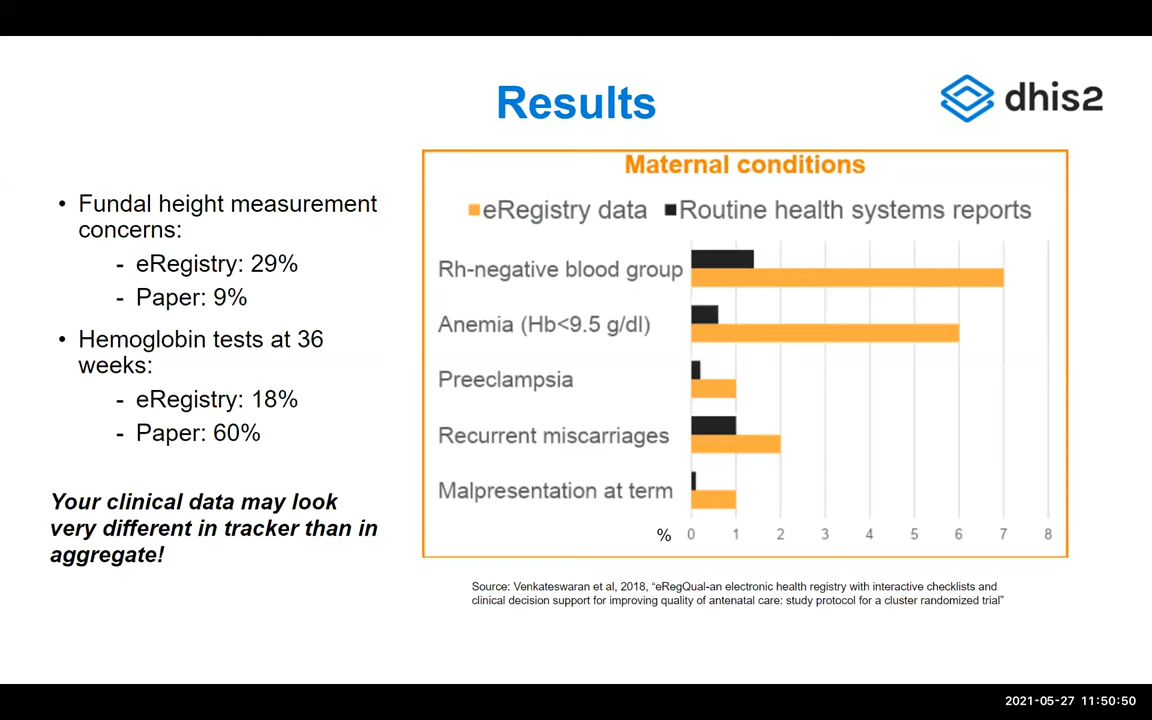 Results
dhis2
• Fundal height measurement
concerns:
- eRegistry: 29%
- Paper: 9%
• Hemoglobin tests at 36
weeks:
- eRegistry: 18%
- Paper: 60%
Your clinical data may look
very different in tracker than in
aggregate!
Maternal conditions
eRegistry data Routine health systems reports
Rh-negative blood group
Anemia (Hb<9.5 g/dl)
Preeclampsia
Recurrent miscarriages
Malpresentation at term
% 0 1 2 3 4 5 6 7 8
Source: Venkateswaran et al, 2018, “eRegQual-an electronic health registry with interactive checklists and
clinical decision support for improving quality of antenatal care: study protocol for a cluster randomized trial”
2021-05-27 11:50:50